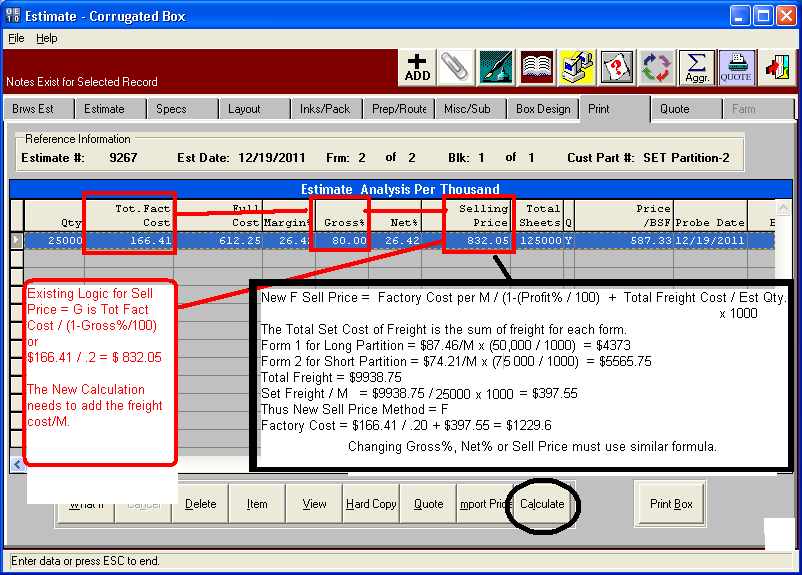 Estimate - Corrugated Box
File Help
Notes Exist for Selected Record
ADD
Σ Aggr.
QUOTE
Brws Est Estimate Specs Layout Inks/Pack Prep/Route Misc/Sub Box Design Print Quote Farm
Reference Information
Estimate #: 9267 Est Date: 12/19/2011 Frm: 2 of 2 Blk: 1 of 1 Cust Part #: SET Partition-2
Estimate Analysis Per Thousand
Tot.Fact Full Selling Total Price
Qty Cost Cost Margin% Gross% Net% Price Sheets Q /BSF Probe Date
25000 166.41 612.25 26.4 80.00 26.42 832.05 125000 Y 587.33 12/19/2011
Existing Logic for Sell
Price = G is Tot Fact
Cost / (1-Gross%/100)
or
$166.41 / .2 = $ 832.05
The New Calculation
needs to add the freight
cost/M.
New F Sell Price = Factory Cost per M / (1-(Profit% / 100) + Total Freight Cost / Est Qty.
x 1000
The Total Set Cost of Freight is the sum of freight for each form.
Form 1 for Long Partition = $87.46/M x (50,000 / 1000) = $4373
Form 2 for Short Partition = $74.21/M x (75000 / 1000) = $5565.75
Total Freight = $9938.75
Set Freight / M = $9938.75 / 25000 x 1000 = $397.55
Thus New Sell Price Method = F
Factory Cost = $166.41 / .20 + $397.55 = $1229.6
Changing Gross%, Net% or Sell Price must use similar formula.
What If Cancel Delete Item View Hard Copy Quote mport Price Calculate Print Box
Enter data or press ESC to end.